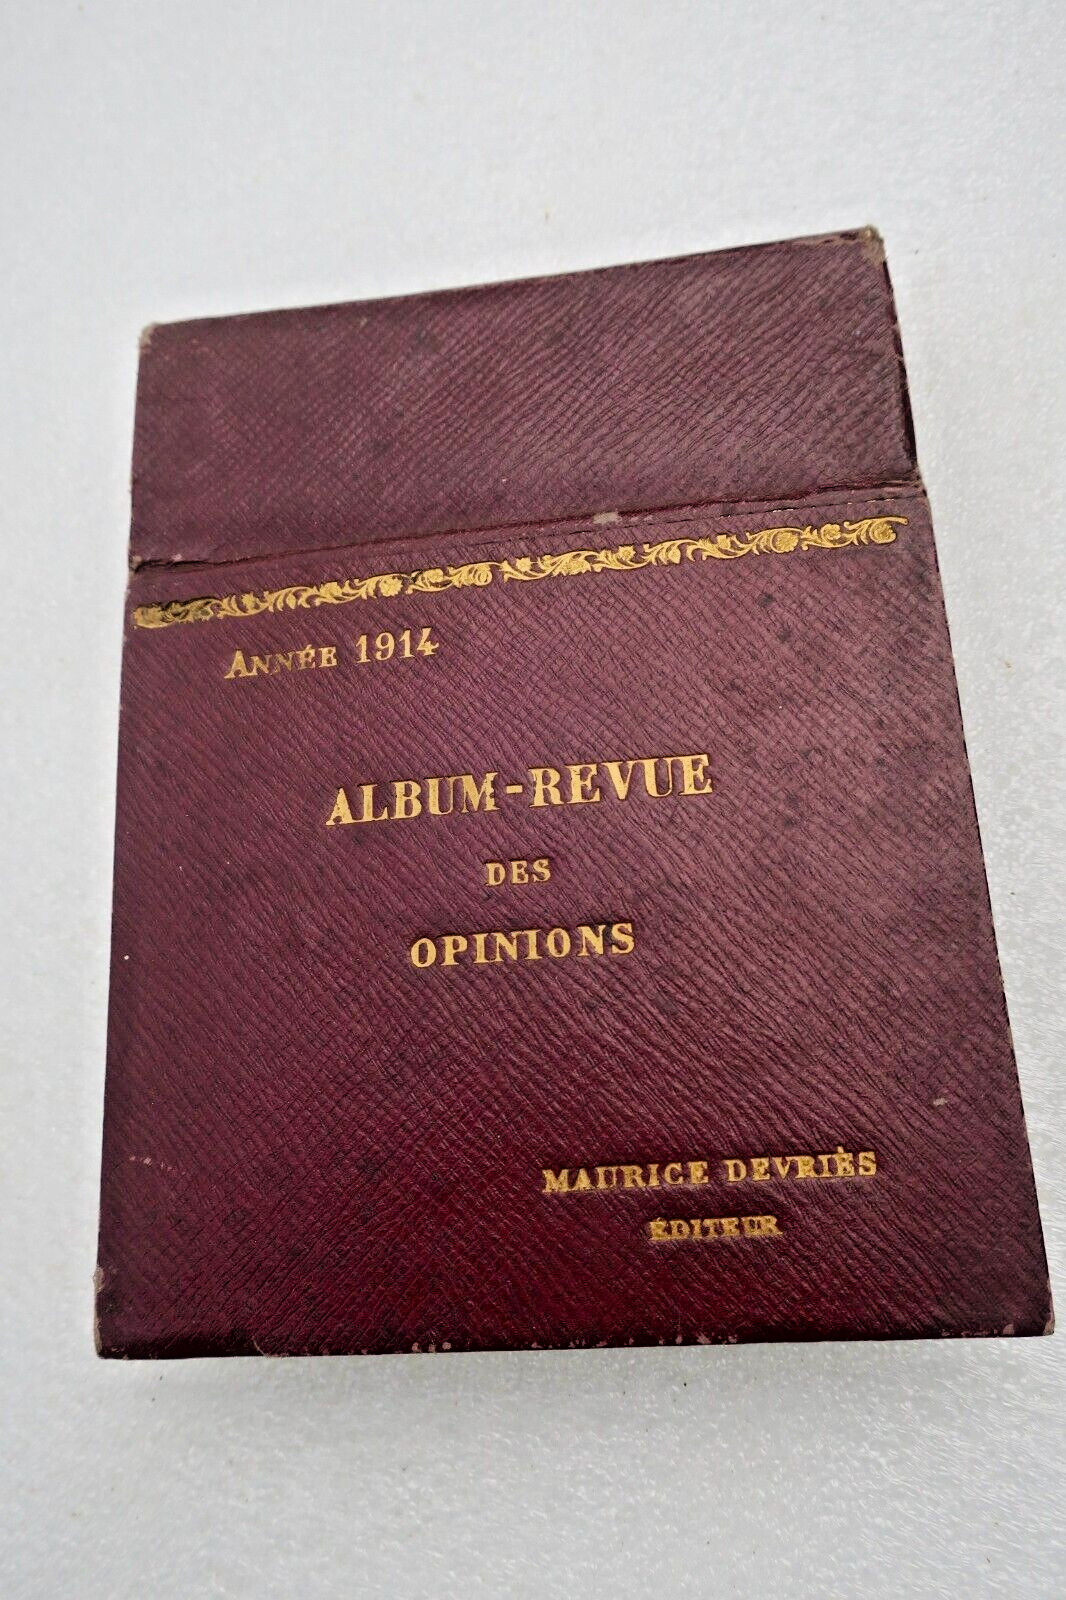 ANNÉE 1914
ALBUM-REVUE
DES
OPINIONS
MAURICE DEVRIÈS
ÉDITEUR